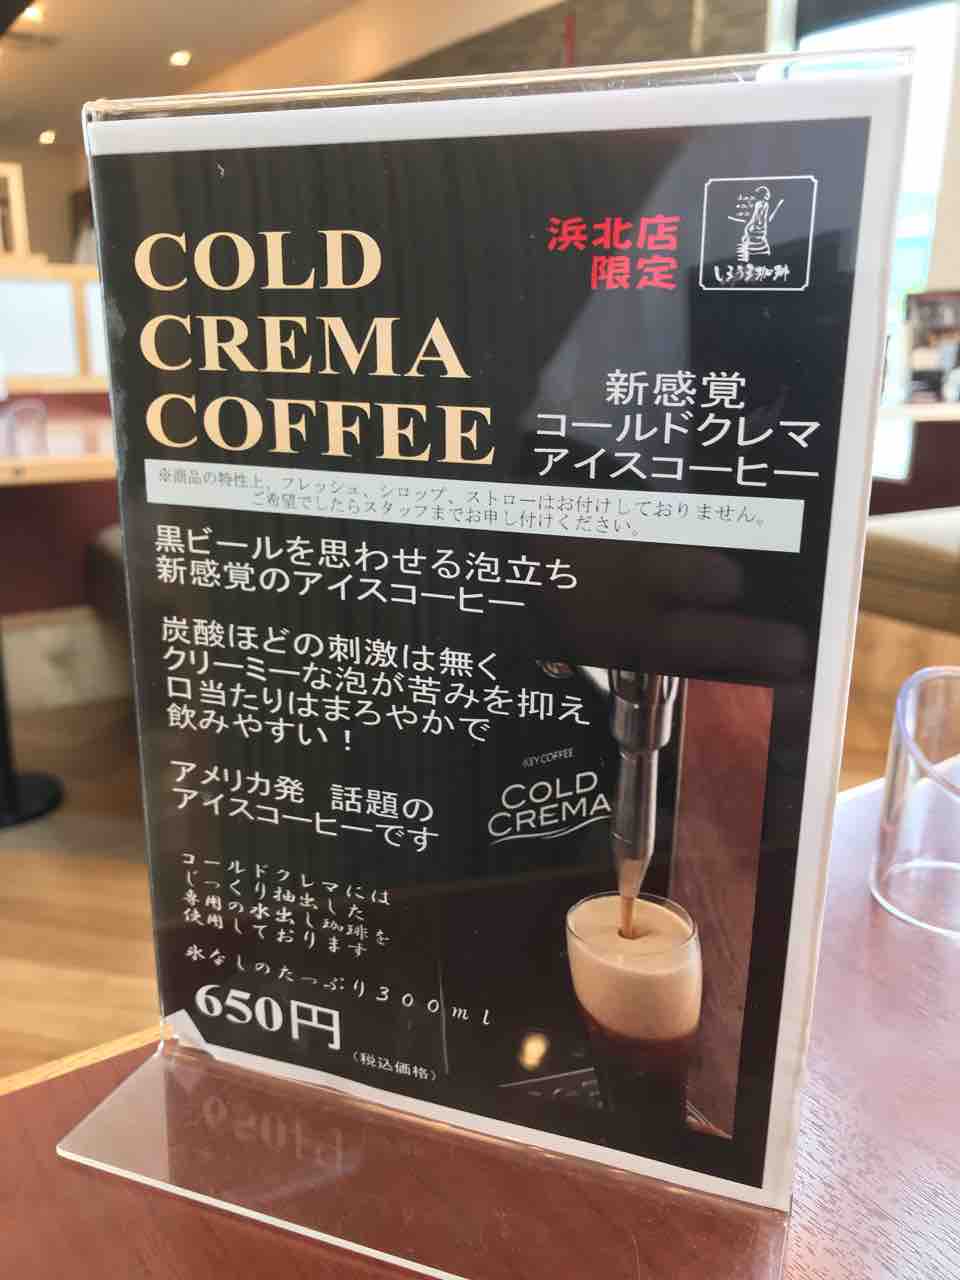 COLD
CREMA
COFFEE
浜北店
限定
しろうま珈琲
新感覚
コールドクレマ
アイスコーヒー
※商品の特性上、フレッシュ、シロップ、ストローはお付けしておりません。
ご希望でしたらスタッフまでお申し付けください。
黒ビールを思わせる泡立ち
新感覚のアイスコーヒー
炭酸ほどの刺激は無く
クリーミーな泡が苦みを抑え
口当たりはまろやかで
飲みやすい！
アメリカ発 話題の
アイスコーヒーです
KEY COFFEE
COLD
CREMA
コールドクレマには
じっくり抽出した
専用の水出し珈琲を
使用しております
氷なしのたっぷり300ml
650円
（税込価格）